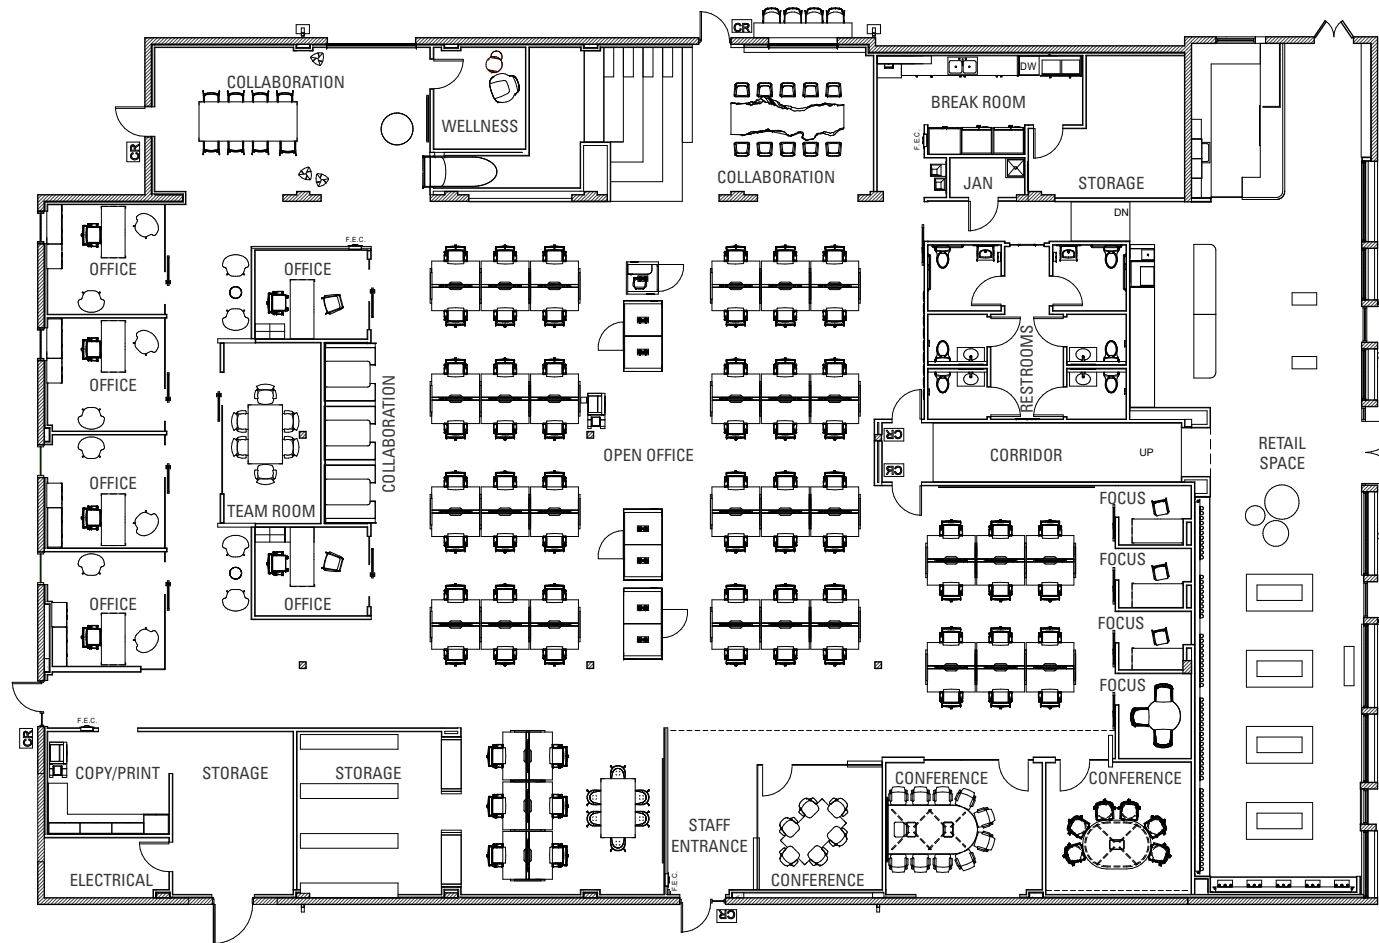 CR
COLLABORATION
DW
BREAK ROOM
WELLNESS
F.E.C.
CR
COLLABORATION
JAN
STORAGE
DN
F.E.C.
OFFICE
OFFICE
RESTROOMS
OFFICE
COLLABORATION
CR
OPEN OFFICE
CORRIDOR
UP
RETAIL
SPACE
CR
OFFICE
FOCUS
TEAM ROOM
FOCUS
OFFICE
OFFICE
FOCUS
FOCUS
F.E.C.
CR
COPY/PRINT
STORAGE
STORAGE
CONFERENCE
CONFERENCE
STAFF
ENTRANCE
ELECTRICAL
F.E.C.
CONFERENCE
CR